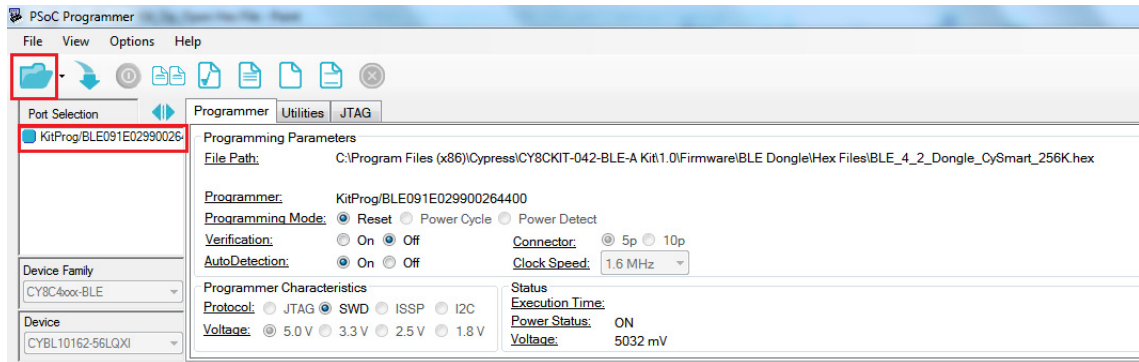 PSoC Programmer
File View Options Help
Port Selection
Programmer Utilities JTAG
KitProg/BLE091E02990026
Programming Parameters
File Path: C:\Program Files (x86)\Cypress\CY8CKIT-042-BLE-A Kit\1.0\Firmware\BLE Dongle\Hex Files\BLE_4_2_Dongle_CySmart_256K.hex
Programmer: KitProg/BLE091E029900264400
Programming Mode: Reset Power Cycle Power Detect
Verification: On Off Connector: 5p 10p
AutoDetection: On Off Clock Speed: 1.6 MHz
Device Family
CY8C4xxx-BLE
Device
CYBL10162-56LQXI
Programmer Characteristics
Protocol: JTAG SWD ISSP I2C
Voltage: 5.0 V 3.3 V 2.5 V 1.8 V
Status
Execution Time:
Power Status: ON
Voltage: 5032 mV